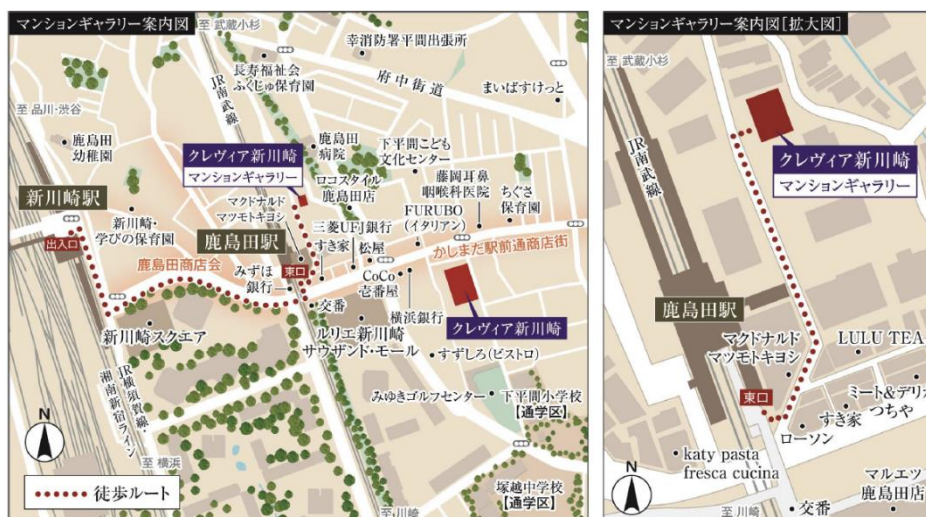 マンションギャラリー案内図
至 武蔵小杉
幸消防署平間出張所
長寿福祉会
ふくじゅ保育園
府中街道
まいばすけっと
JR南武線
至 品川・渋谷
鹿島田
幼稚園
鹿島田
病院
下平間こども
文化センター
クレヴィア新川崎
マンションギャラリー
ロコスタイル
鹿島田店
藤岡耳鼻
咽喉科医院
ちぐさ
保育園
新川崎駅
出入口
新川崎・
学びの保育園
マクドナルド
マツモトキヨシ
三菱UFJ銀行
FURUBO
(イタリアン)
すき家
松屋
鹿島田駅
東口
かしまだ駅前通商店街
鹿島田商店会
みずほ
銀行
CoCo
壱番屋
横浜銀行
交番
クレヴィア新川崎
新川崎スクエア
ルリエ新川崎
サウザンド・モール
すずしろ(ビストロ)
JR横須賀線・
湘南新宿ライン
みゆきゴルフセンター
下平間小学校
【通学区】
N
至 横浜
塚越中学校
【通学区】
徒歩ルート
至 川崎
マンションギャラリー案内図[拡大図]
至 武蔵小杉
JR南武線
クレヴィア新川崎
マンションギャラリー
鹿島田駅
マクドナルド
マツモトキヨシ
LULU TEA
東口
ミート&デリカ
つちや
すき家
ローソン
katy pasta
fresca cucina
N
マルエツ
鹿島田店
交番
至 川崎